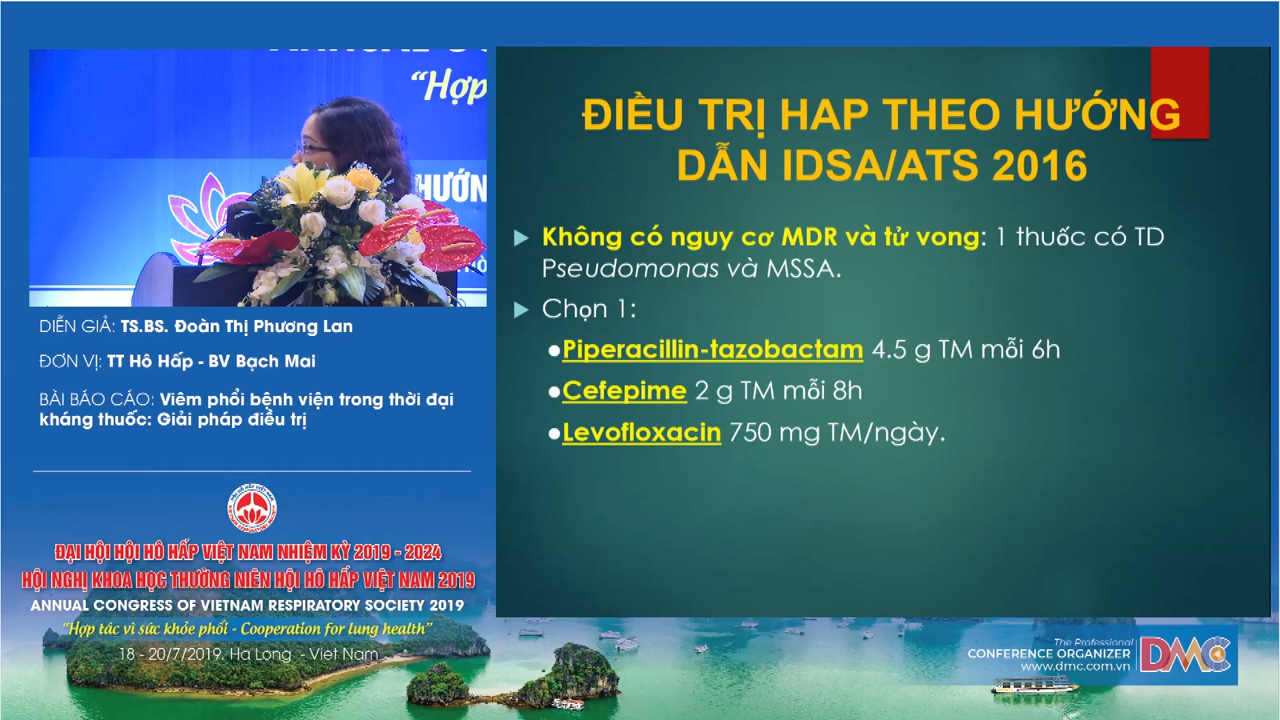 “Hợp
HƯỚN
DIỄN GIẢ: TS.BS. Đoàn Thị Phương Lan
ĐƠN VỊ: TT Hô Hấp - BV Bạch Mai
BÀI BÁO CÁO: Viêm phổi bệnh viện trong thời đại
kháng thuốc: Giải pháp điều trị
ĐẠI HỘI HỘI HÔ HẤP VIỆT NAM NHIỆM KỲ 2019 - 2024
HỘI NGHỊ KHOA HỌC THƯỜNG NIÊN HỘI HÔ HẤP VIỆT NAM 2019
ANNUAL CONGRESS OF VIETNAM RESPIRATORY SOCIETY 2019
“Hợp tác vì sức khỏe phổi - Cooperation for lung health”
18 - 20/7/2019. Ha Long - Viet Nam
ĐIỀU TRỊ HAP THEO HƯỚNG
DẪN IDSA/ATS 2016
Không có nguy cơ MDR và tử vong: 1 thuốc có TD
Pseudomonas và MSSA.
Chọn 1:
●Piperacillin-tazobactam 4.5 g TM mỗi 6h
●Cefepime 2 g TM mỗi 8h
●Levofloxacin 750 mg TM/ngày.
The Professional
CONFERENCE ORGANIZER
www.dmc.com.vn
DMC